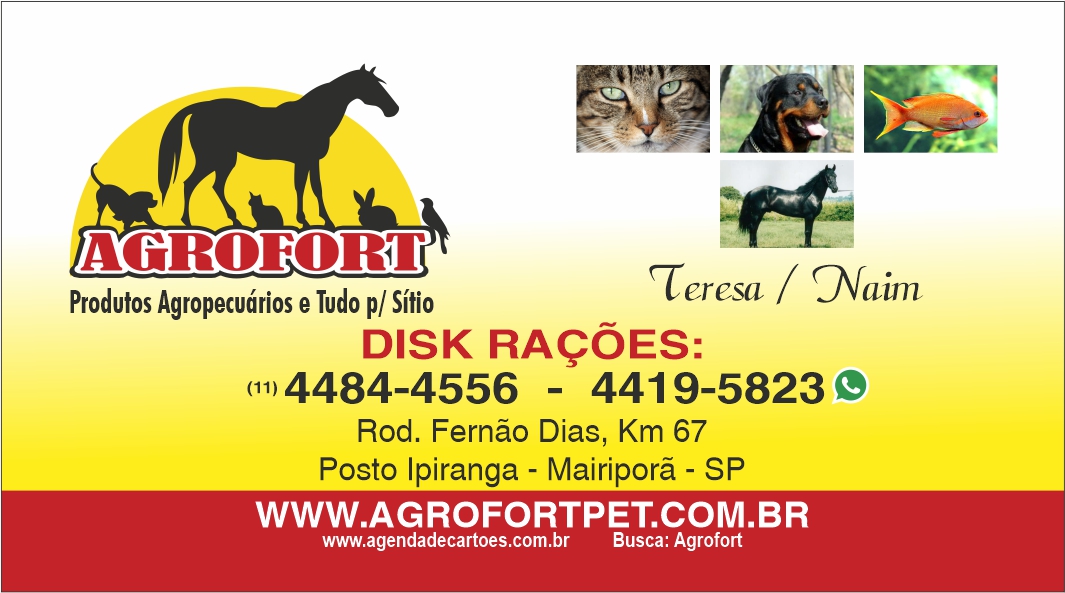 AGROFORT
Produtos Agropecuários e Tudo p/ Sítio
Teresa / Naim
DISK RAÇÕES:
(11) 4484-4556 - 4419-5823
Rod. Fernão Dias, Km 67
Posto Ipiranga - Mairiporã - SP
WWW.AGROFORTPET.COM.BR
www.agendadecartoes.com.br Busca: Agrofort